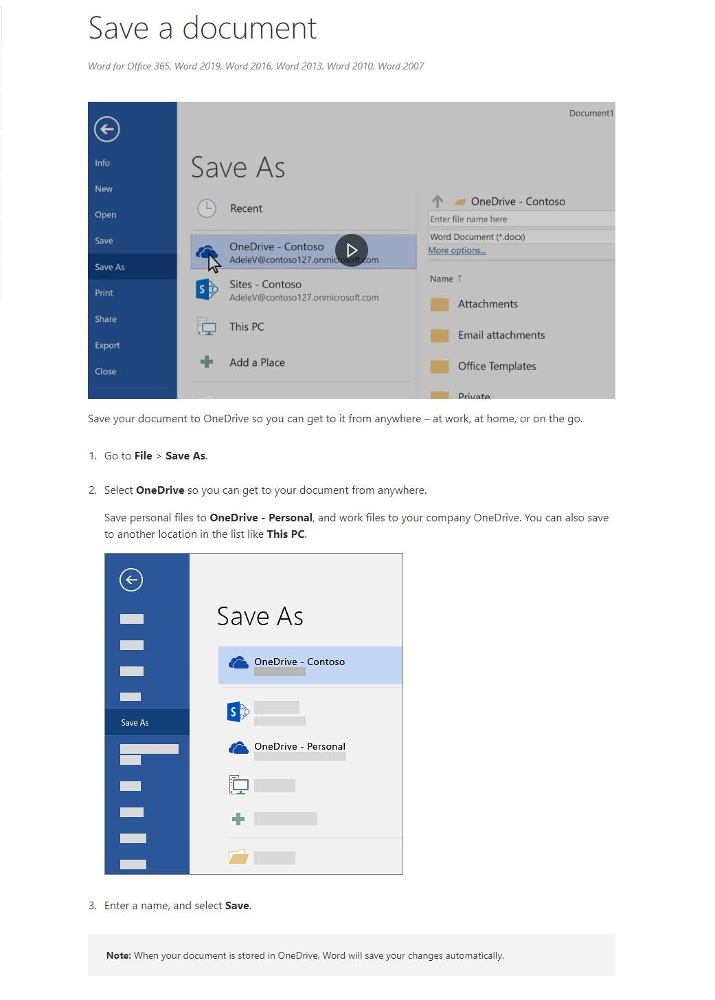 Save a document
Word for Office 365, Word 2019, Word 2016, Word 2013, Word 2010, Word 2007
Document1
Info
New
Open
Save
Save As
Print
Share
Export
Close
Save As
Recent
OneDrive - Contoso
AdeleV@contoso127.onmicrosoft.com
Sites - Contoso
AdeleV@contoso127.onmicrosoft.com
This PC
Add a Place
OneDrive - Contoso
Enter file name here
Word Document (*.docx)
More options...
Name ↑
Attachments
Email attachments
Office Templates
Private
Save your document to OneDrive so you can get to it from anywhere – at work, at home, or on the go.
1. Go to File > Save As.
2. Select OneDrive so you can get to your document from anywhere.
Save personal files to OneDrive - Personal, and work files to your company OneDrive. You can also save
to another location in the list like This PC.
Save As
Save As
OneDrive - Contoso
S
OneDrive - Personal
3. Enter a name, and select Save.
Note: When your document is stored in OneDrive, Word will save your changes automatically.